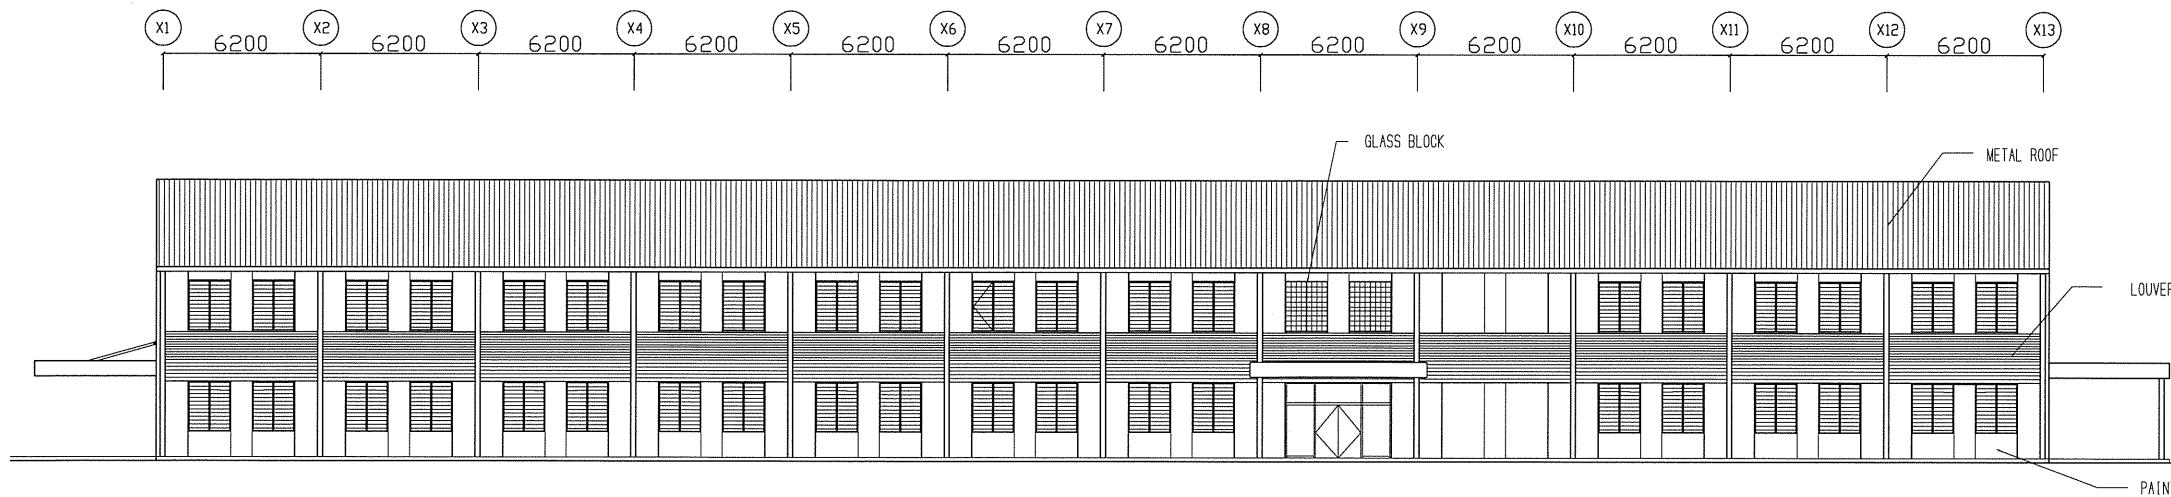 X1 X2 X3 X4 X5 X6 X7 X8 X9 X10 X11 X12 X13
6200 6200 6200 6200 6200 6200 6200 6200 6200 6200 6200 6200
GLASS BLOCK
METAL ROOF
LOUVER
PAIN